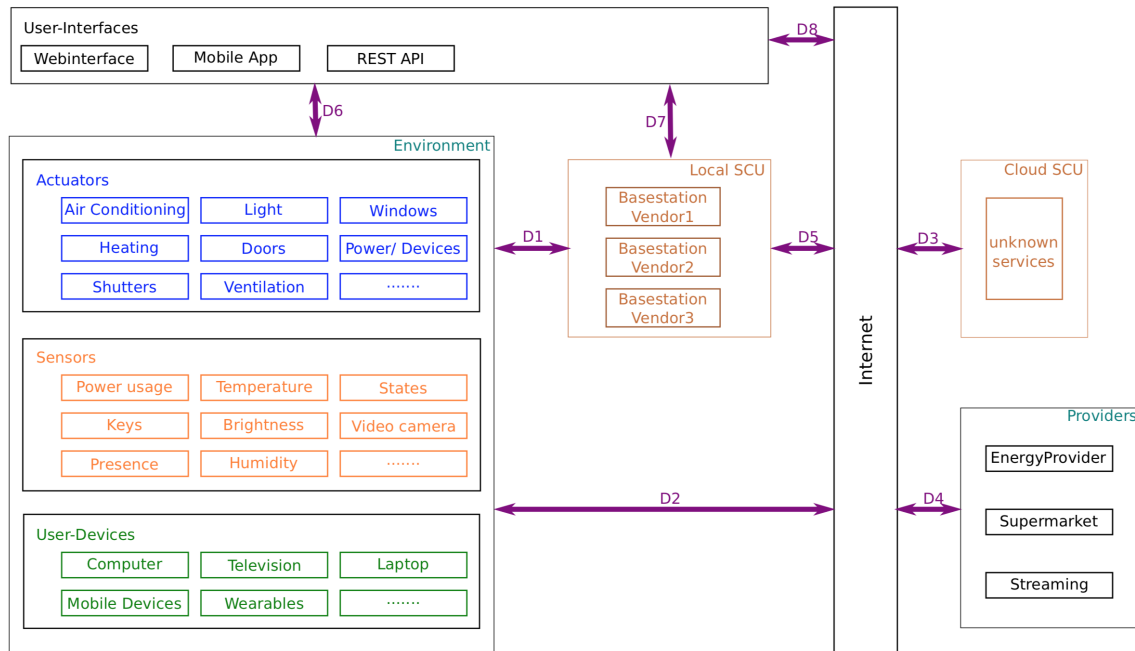 User-Interfaces
Webinterface
Mobile App
REST API
D8
D6
D7
Environment
Actuators
Air Conditioning
Light
Windows
Heating
Doors
Power/ Devices
Shutters
Ventilation
.......
Sensors
Power usage
Temperature
States
Keys
Brightness
Video camera
Presence
Humidity
.......
User-Devices
Computer
Television
Laptop
Mobile Devices
Wearables
.......
D1
Local SCU
Basestation
Vendor1
Basestation
Vendor2
Basestation
Vendor3
D5
D2
Internet
D3
Cloud SCU
unknown
services
D4
Providers
EnergyProvider
Supermarket
Streaming